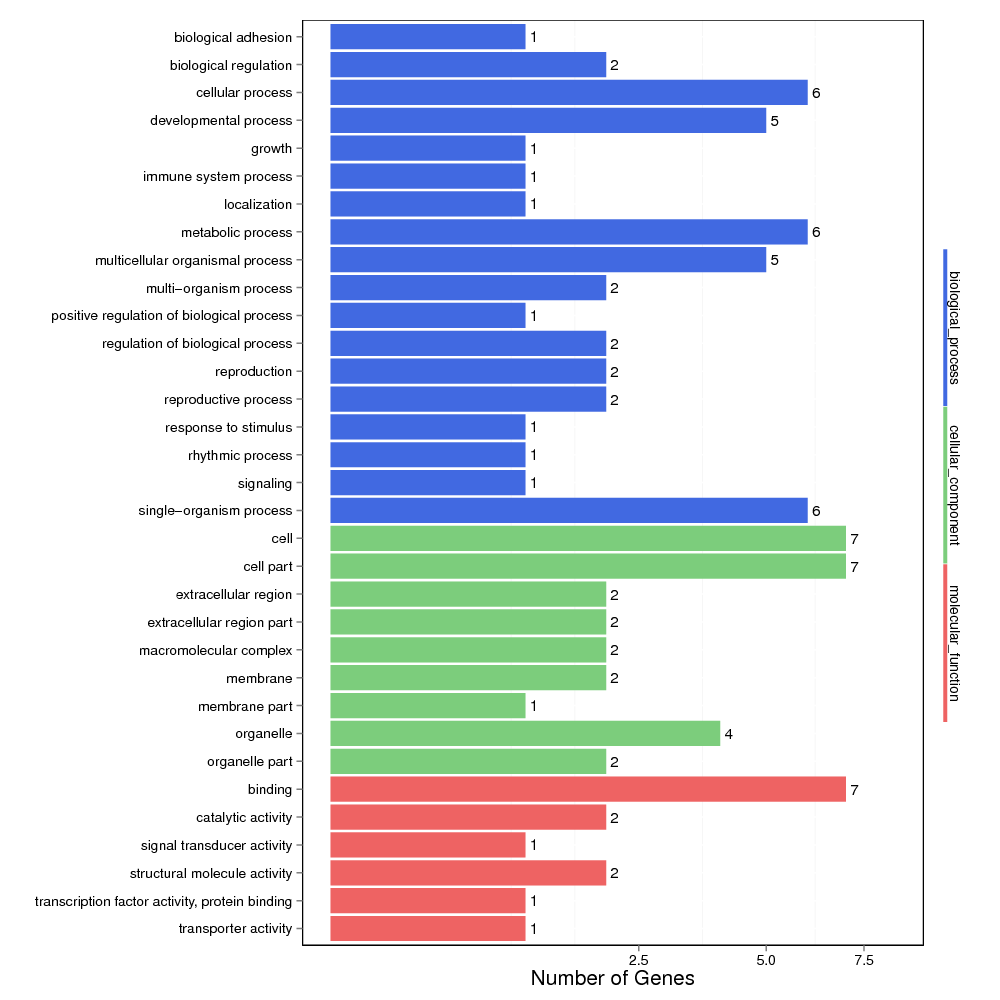 biological adhesion 1
biological regulation 2
cellular process 6
developmental process 5
growth 1
immune system process 1
localization 1
metabolic process 6
multicellular organismal process 5
multi−organism process 2
positive regulation of biological process 1
regulation of biological process 2
reproduction 2
reproductive process 2
response to stimulus 1
rhythmic process 1
signaling 1
single−organism process 6
cell 7
cell part 7
extracellular region 2
extracellular region part 2
macromolecular complex 2
membrane 2
membrane part 1
organelle 4
organelle part 2
binding 7
catalytic activity 2
signal transducer activity 1
structural molecule activity 2
transcription factor activity, protein binding 1
transporter activity 1
2.5 5.0 7.5
Number of Genes
biological_process
cellular_component
molecular_function